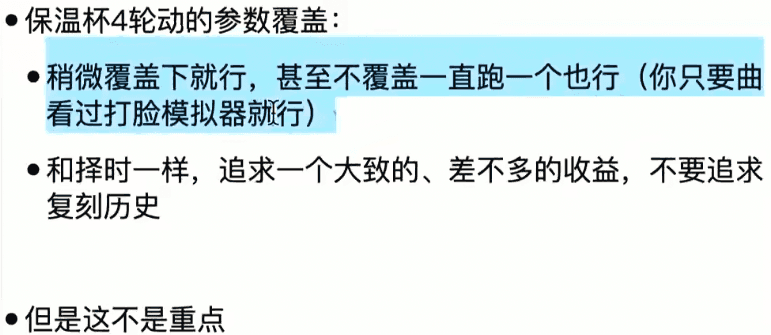 •保温杯4轮动的参数覆盖：
•稍微覆盖下就行，甚至不覆盖一直跑一个也行（你只要曲
看过打脸模拟器就行）
•和择时一样，追求一个大致的、差不多的收益，不要追求
复刻历史
•但是这不是重点